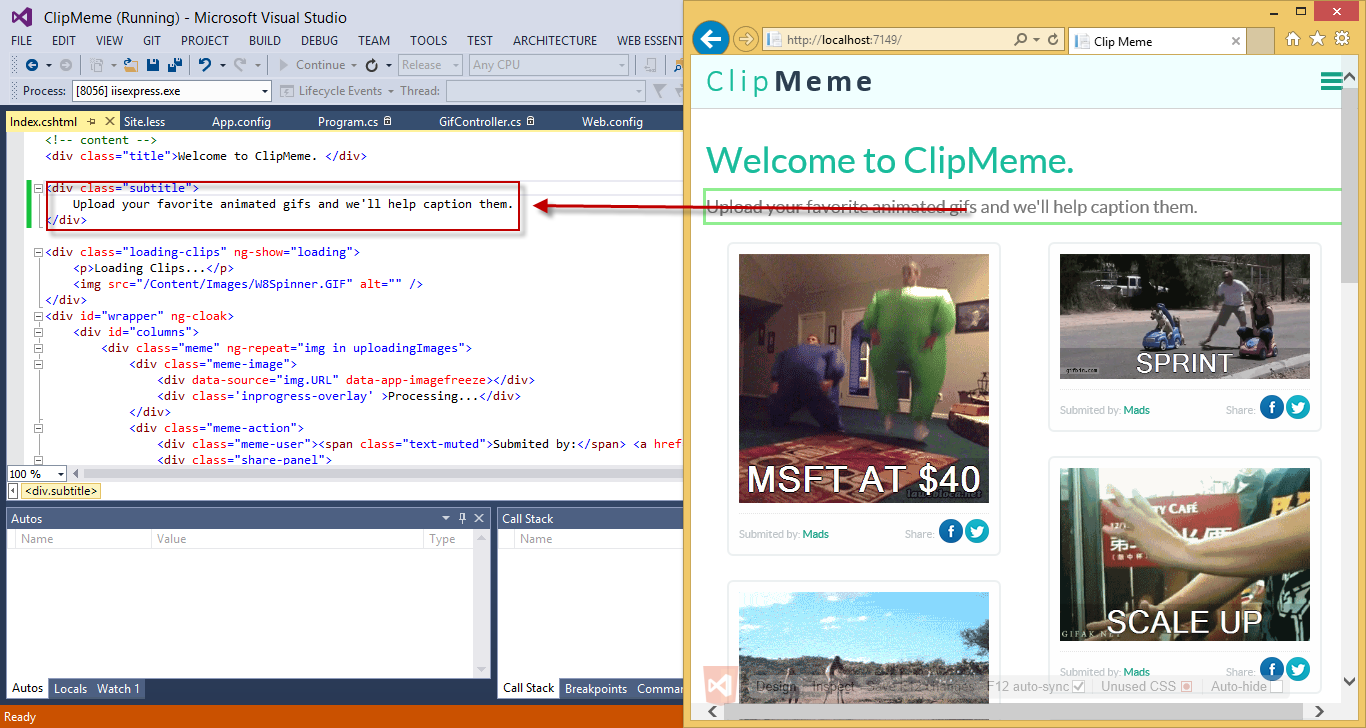 ClipMeme (Running) - Microsoft Visual Studio
FILE EDIT VIEW GIT PROJECT BUILD DEBUG TEAM TOOLS TEST ARCHITECTURE WEB ESSENT
Continue Release Any CPU
Process: [8056] iisexpress.exe Lifecycle Events Thread:
Index.cshtml Site.less App.config Program.cs GifController.cs Web.config
<!-- content -->
<div class="title">Welcome to ClipMeme. </div>
<div class="subtitle">
Upload your favorite animated gifs and we'll help caption them.
</div>
<div class="loading-clips" ng-show="loading">
<p>Loading Clips...</p>
<img src="/Content/Images/W8Spinner.GIF" alt="" />
</div>
<div id="wrapper" ng-cloak>
<div id="columns">
<div class="meme" ng-repeat="img in uploadingImages">
<div class="meme-image">
<div data-source="img.URL" data-app-imagefreeze></div>
<div class='inprogress-overlay' >Processing...</div>
</div>
<div class="meme-action">
<div class="meme-user"><span class="text-muted">Submited by:</span> <a href
<div class="share-panel">
100 %
<div.subtitle>
Autos
Name Value Type
Call Stack
Name
Autos Locals Watch 1
Call Stack Breakpoints Comman
Ready
http://localhost:7149/
Clip Meme
ClipMeme
Welcome to ClipMeme.
Upload your favorite animated gifs and we'll help caption them.
MSFT AT $40
Submited by: Mads Share:
SPRINT
gifbin.com
Submited by: Mads Share:
TY CAFÉ
SCALE UP
GIFAK.NET
Submited by: Mads Share:
Design Inspect Save F12 changes F12 auto-sync Unused CSS Auto-hide